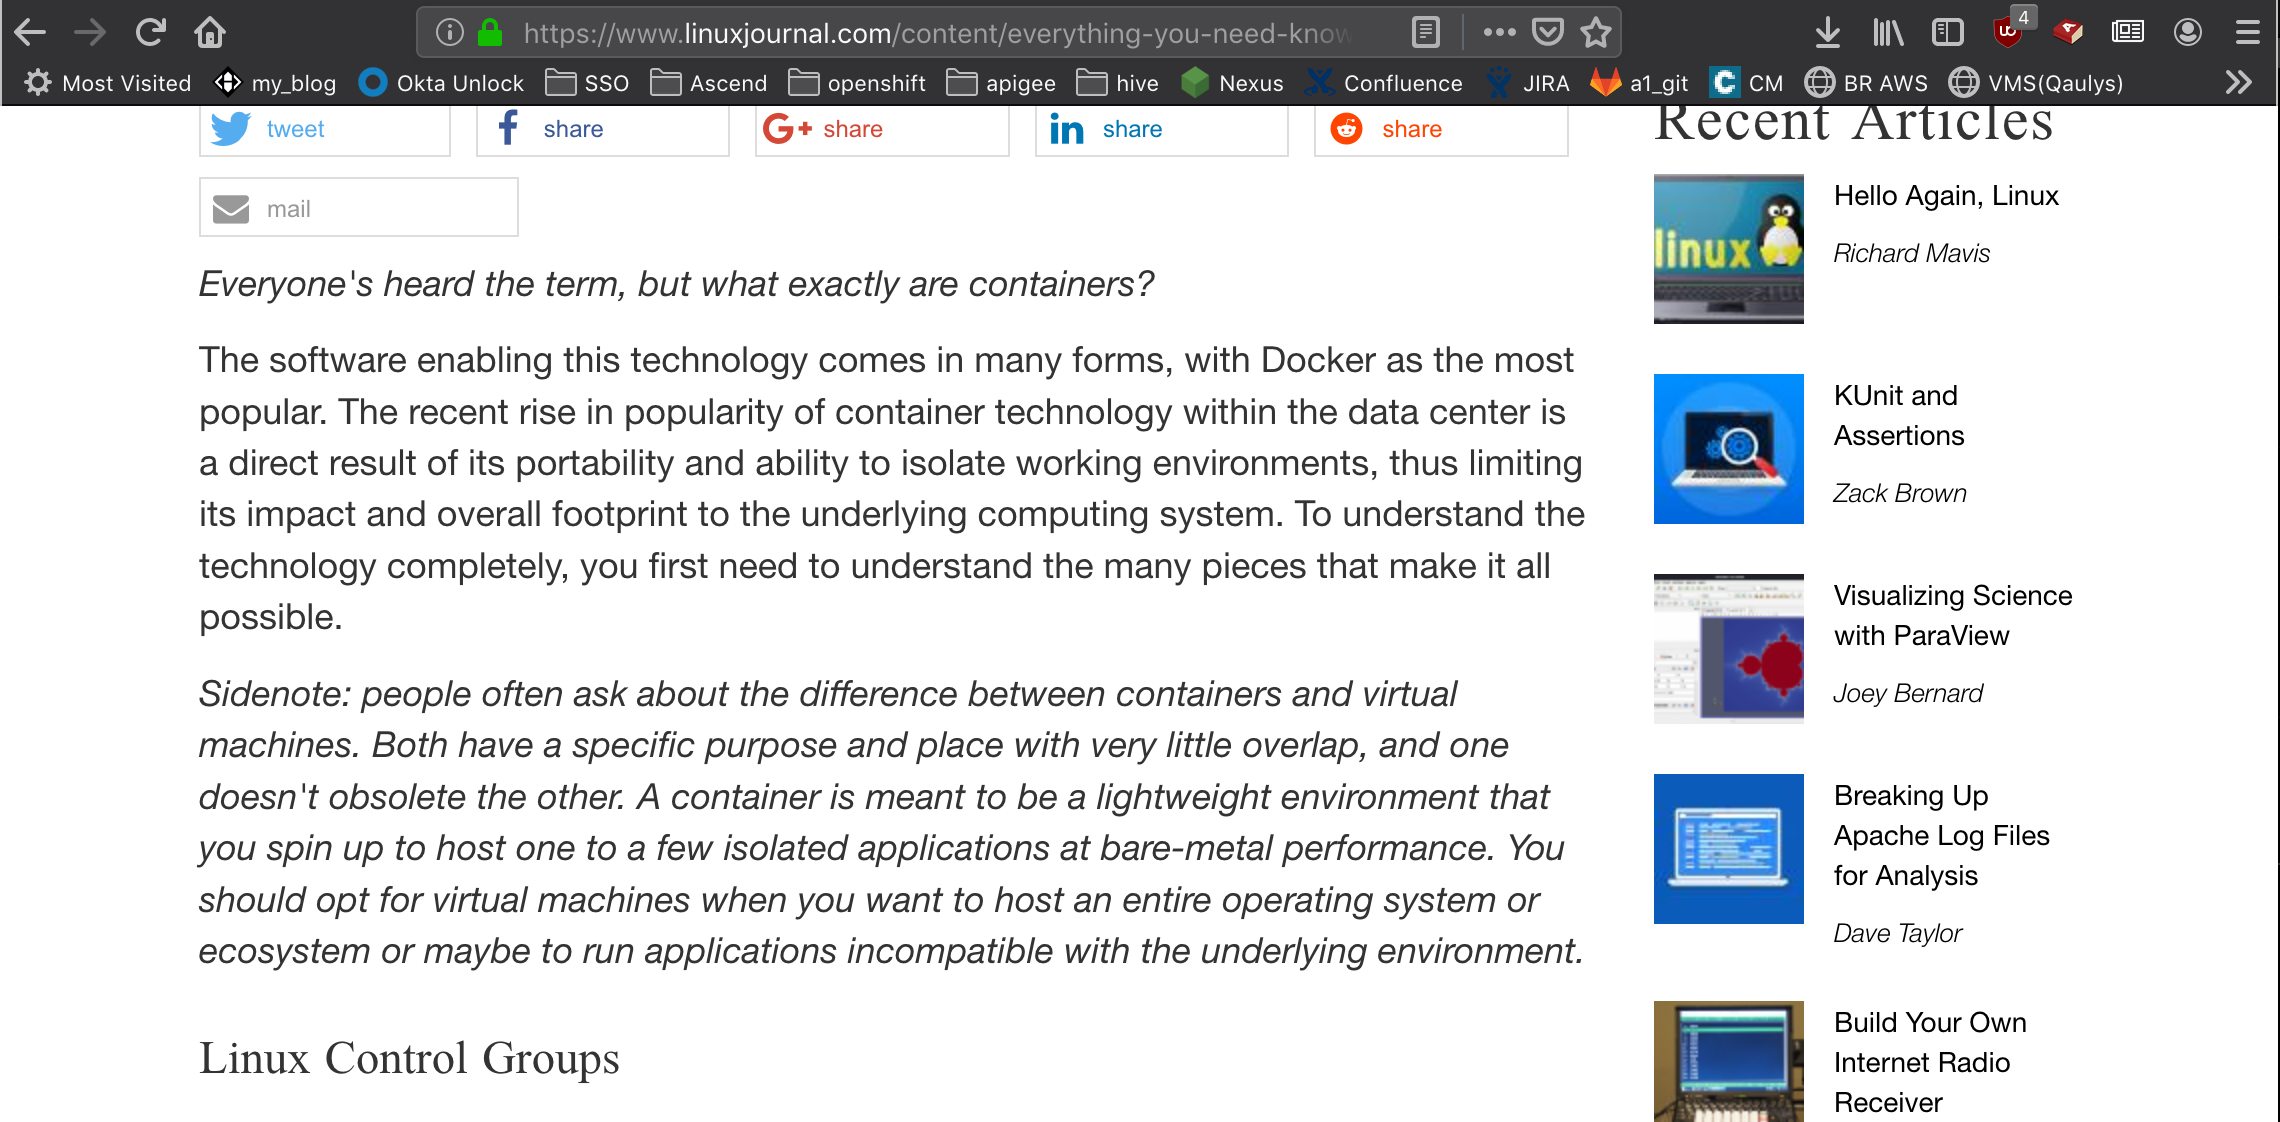 https://www.linuxjournal.com/content/everything-you-need-know
4
Most Visited
my_blog
Okta Unlock
SSO
Ascend
openshift
apigee
hive
Nexus
Confluence
JIRA
a1_git
CM
BR AWS
VMS(Qaulys)
tweet
share
share
share
share
mail
Everyone's heard the term, but what exactly are containers?
The software enabling this technology comes in many forms, with Docker as the most
popular. The recent rise in popularity of container technology within the data center is
a direct result of its portability and ability to isolate working environments, thus limiting
its impact and overall footprint to the underlying computing system. To understand the
technology completely, you first need to understand the many pieces that make it all
possible.
Sidenote: people often ask about the difference between containers and virtual
machines. Both have a specific purpose and place with very little overlap, and one
doesn't obsolete the other. A container is meant to be a lightweight environment that
you spin up to host one to a few isolated applications at bare-metal performance. You
should opt for virtual machines when you want to host an entire operating system or
ecosystem or maybe to run applications incompatible with the underlying environment.
Linux Control Groups
Recent Articles
linux
Hello Again, Linux
Richard Mavis
KUnit and
Assertions
Zack Brown
Visualizing Science
with ParaView
Joey Bernard
Breaking Up
Apache Log Files
for Analysis
Dave Taylor
Build Your Own
Internet Radio
Receiver